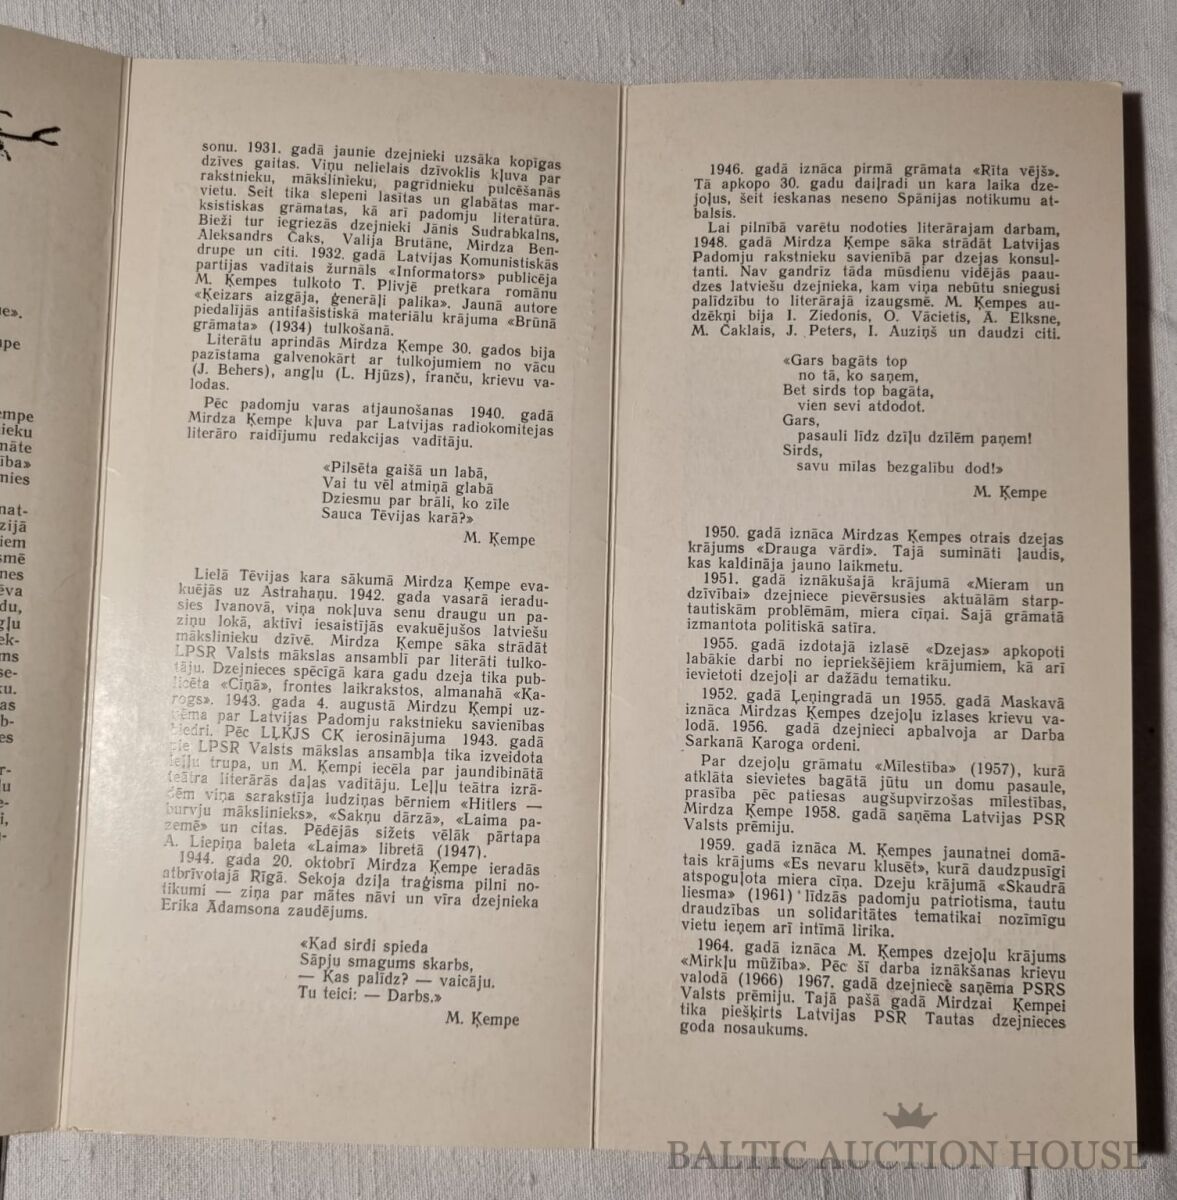 e».
mpe
empe
ieku
māte
ība»
nies
mat-
zijā
iem
smē
nes
ēva
du,
gļu
ek-
ms
se-
ku.
as
b-
es
r-
ļu
e-
i,
sonu. 1931. gadā jaunie dzejnieki uzsāka kopīgas
dzīves gaitas. Viņu nelielais dzīvoklis kļuva par
rakstnieku, mākslinieku, pagrīdnieku pulcēšanās
vietu. Šeit tika slepeni lasītas un glabātas mar-
ksistiskas grāmatas, kā arī padomju literatūra.
Bieži tur iegriezās dzejnieki Jānis Sudrabkalns,
Aleksandrs Čaks, Valija Brutāne, Mirdza Ben-
drupe un citi. 1932. gadā Latvijas Komunistiskās
partijas vadītais žurnāls «Informators» publicēja
M. Ķempes tulkoto T. Plivjē pretkara romānu
«Ķeizars aizgāja, ģenerāļi palika». Jaunā autore
piedalījās antifašistiskā materiālu krājuma «Brūnā
grāmata» (1934) tulkošanā.
Literātu aprindās Mirdza Ķempe 30. gados bija
pazīstama galvenokārt ar tulkojumiem no vācu
(J. Behers), angļu (L. Hjūzs), franču, krievu va-
lodas.
Pēc padomju varas atjaunošanas 1940. gadā
Mirdza Ķempe kļuva par Latvijas radiokomitejas
literāro raidījumu redakcijas vadītāju.
«Pilsēta gaišā un labā,
Vai tu vēl atmiņā glabā
Dziesmu par brāli, ko zīle
Sauca Tēvijas karā?»
M. Ķempe
Lielā Tēvijas kara sākumā Mirdza Ķempe eva-
kuējās uz Astrahaņu. 1942. gada vasarā ieradu-
sies Ivanovā, viņa nokļuva senu draugu un pa-
ziņu lokā, aktīvi iesaistījās evakuējušos latviešu
mākslinieku dzīvē. Mirdza Ķempe sāka strādāt
LPSR Valsts mākslas ansamblī par literāti tulko-
tāju. Dzejnieces spēcīgā kara gadu dzeja tika pub-
licēta «Cīņā», frontes laikrakstos, almanahā «Ka-
rogs». 1943. gada 4. augustā Mirdzu Ķempi uz-
ņēma par Latvijas Padomju rakstnieku savienības
biedri. Pēc LĻKJS CK ierosinājuma 1943. gadā
pie LPSR Valsts mākslas ansambļa tika izveidota
leļļu trupa, un M. Ķempi iecēla par jaundibinātā
teātra literārās daļas vadītāju. Leļļu teātra izrā-
dēm viņa sarakstīja ludziņas bērniem «Hitlers —
burvju mākslinieks», «Sakņu dārzā», «Laima pa-
zemē» un citas. Pēdējās sižets vēlāk pārtapa
A. Liepiņa baleta «Laima» libretā (1947).
1944. gada 20. oktobrī Mirdza Ķempe ieradās
atbrīvotajā Rīgā. Sekoja dziļa traģisma pilni no-
tikumi — ziņa par mātes nāvi un vīra dzejnieka
Ērika Ādamsona zaudējums.
«Kad sirdi spieda
Sāpju smagums skarbs,
— Kas palīdz? — vaicāju.
Tu teici: — Darbs.»
M. Ķempe
1946. gadā iznāca pirmā grāmata «Rīta vējš».
Tā apkopo 30. gadu daiļradi un kara laika dze-
joļus, šeit ieskanas neseno Spānijas notikumu at-
balsis.
Lai pilnībā varētu nodoties literārajam darbam,
1948. gadā Mirdza Ķempe sāka strādāt Latvijas
Padomju rakstnieku savienībā par dzejas konsul-
tanti. Nav gandrīz tāda mūsdienu vidējās paau-
dzes latviešu dzejnieka, kam viņa nebūtu sniegusi
palīdzību to literārajā izaugsmē. M. Ķempes au-
dzēkņi bija I. Ziedonis, O. Vācietis, Ā. Elksne,
M. Čaklais, J. Peters, I. Auziņš un daudzi citi.
«Gars bagāts top
no tā, ko saņem,
Bet sirds top bagāta,
vien sevi atdodot.
Gars,
pasauli līdz dziļu dzīlēm paņem!
Sirds,
savu mīlas bezgalību dod!»
M. Ķempe
1950. gadā iznāca Mirdzas Ķempes otrais dzejas
krājums «Drauga vārdi». Tajā sumināti ļaudis,
kas kaldināja jauno laikmetu.
1951. gadā iznākušajā krājumā «Mieram un
dzīvībai» dzejniece pievērsusies aktuālām starp-
tautiskām problēmām, miera cīņai. Šajā grāmatā
izmantota politiskā satīra.
1955. gadā izdotajā izlasē «Dzejas» apkopoti
labākie darbi no iepriekšējiem krājumiem, kā arī
ievietoti dzejoļi ar dažādu tematiku.
1952. gadā Ļeņingradā un 1955. gadā Maskavā
iznāca Mirdzas Ķempes dzejoļu izlases krievu va-
lodā. 1956. gadā dzejnieci apbalvoja ar Darba
Sarkanā Karoga ordeni.
Par dzejoļu grāmatu «Mīlestība» (1957), kurā
atklāta sievietes bagātā jūtu un domu pasaule,
prasība pēc patiesas augšupvirzošas mīlestības,
Mirdza Ķempe 1958. gadā saņēma Latvijas PSR
Valsts prēmiju.
1959. gadā iznāca M. Ķempes jaunatnei domā-
tais krājums «Es nevaru klusēt», kurā daudzpusīgi
atspoguļota miera cīņa. Dzeju krājumā «Skaudrā
liesma» (1961) līdzās padomju patriotisma, tautu
draudzības un solidaritātes tematikai nozīmīgu
vietu ieņem arī intīmā lirika.
1964. gadā iznāca M. Ķempes dzejoļu krājums
«Mirkļu mūžība». Pēc šī darba iznākšanas krievu
valodā (1966) 1967. gadā dzejniece saņēma PSRS
Valsts prēmiju. Tajā pašā gadā Mirdzai Ķempei
tika piešķirts Latvijas PSR Tautas dzejnieces
goda nosaukums.
BALTIC AUCTION HOUSE